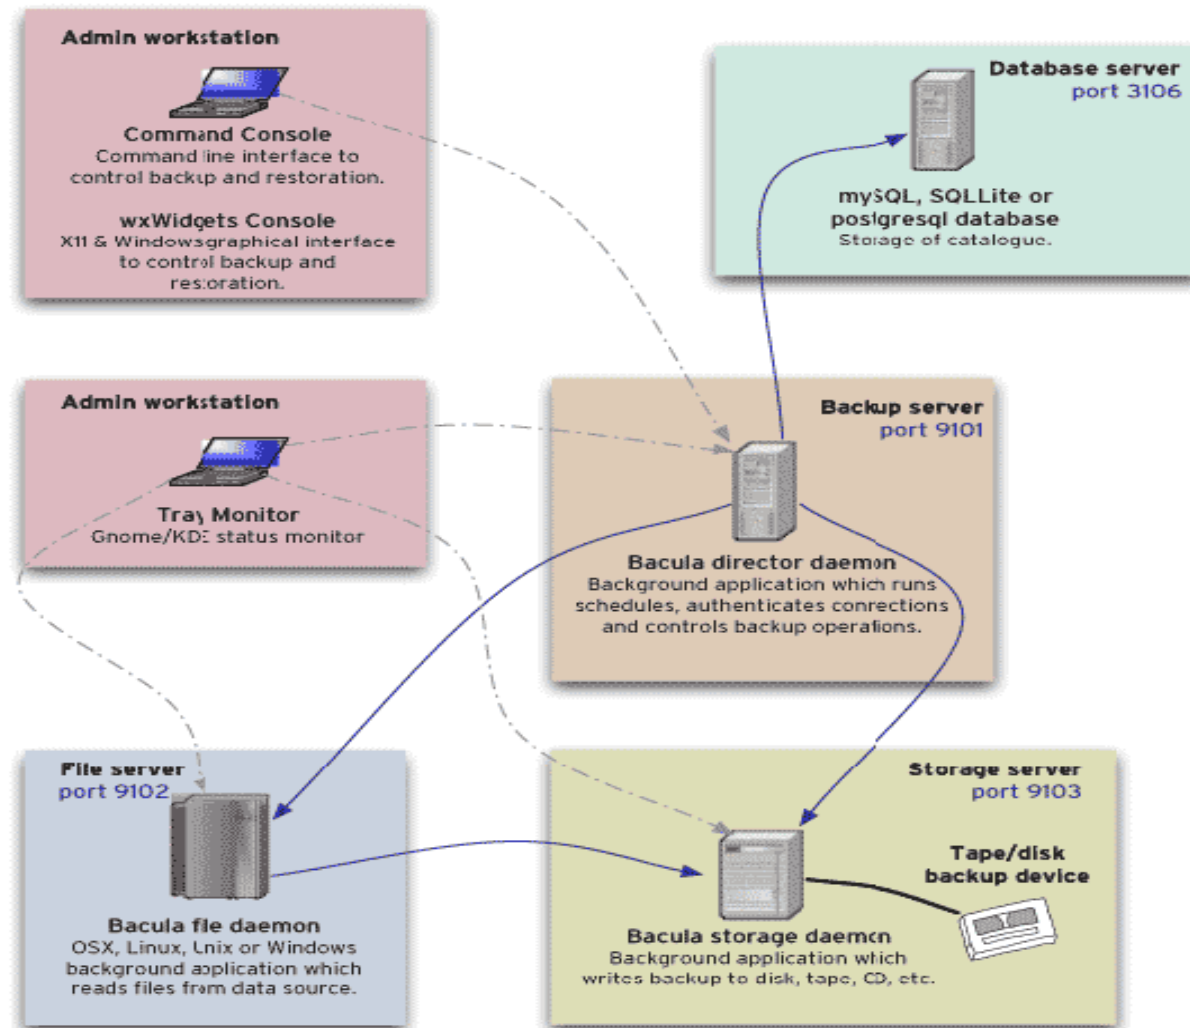 Admin workstation
Command Console
Command line interface to
control backup and restoration.
wxWidgets Console
X11 & Windowsgraphical interface
to control backup and
restoration.
Database server
port 3106
mySQL, SQLLite or
postgresql database
Storage of catalogue.
Admin workstation
Tray Monitor
Gnome/KDE status monitor
Backup server
port 9101
Bacula director daemon
Background application which runs
schedules, authenticates connections
and controls backup operations.
File server
port 9102
Bacula file daemon
OSX, Linux, Unix or Windows
background application which
reads files from data source.
Storage server
port 9103
Tape/disk
backup device
Bacula storage daemon
Background application which
writes backup to disk, tape, CD, etc.